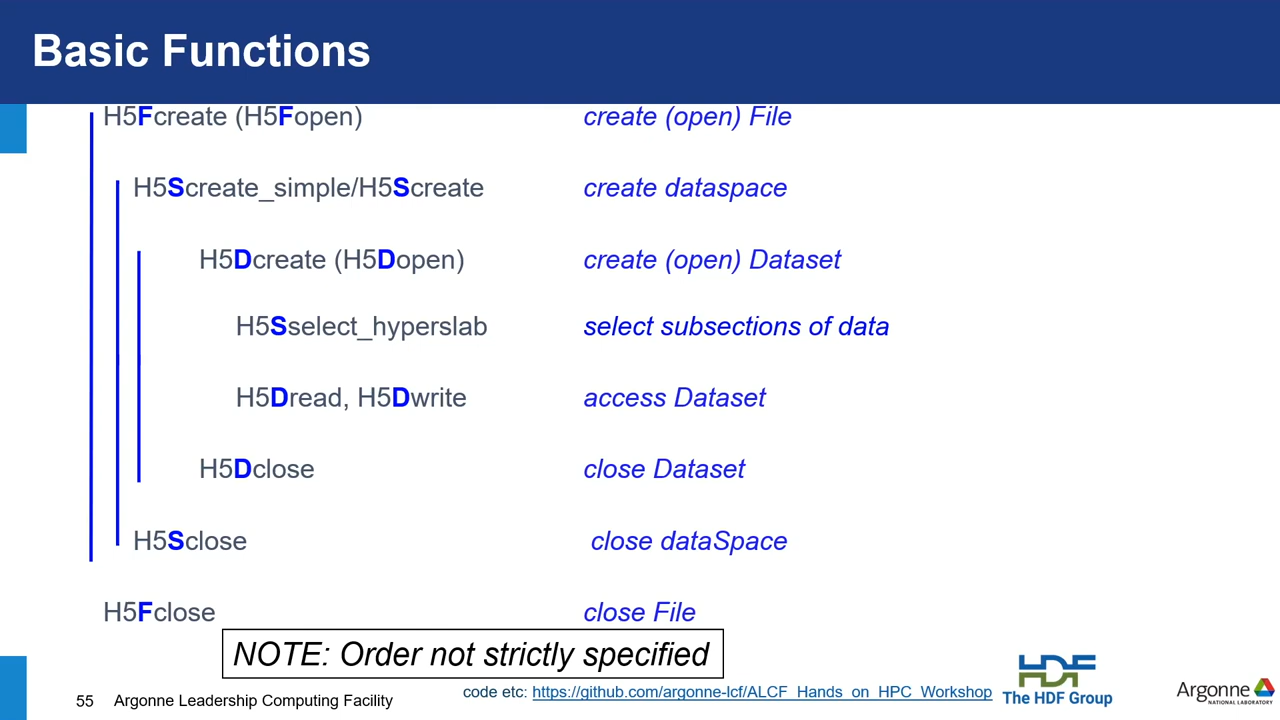 Basic Functions
H5Fcreate (H5Fopen) create (open) File
H5Screate_simple/H5Screate create dataspace
H5Dcreate (H5Dopen) create (open) Dataset
H5Sselect_hyperslab select subsections of data
H5Dread, H5Dwrite access Dataset
H5Dclose close Dataset
H5Sclose close dataSpace
H5Fclose close File
NOTE: Order not strictly specified
55 Argonne Leadership Computing Facility
code etc: https://github.com/argonne-lcf/ALCF_Hands_on_HPC_Workshop
HDF
The HDF Group
Argonne
NATIONAL LABORATORY